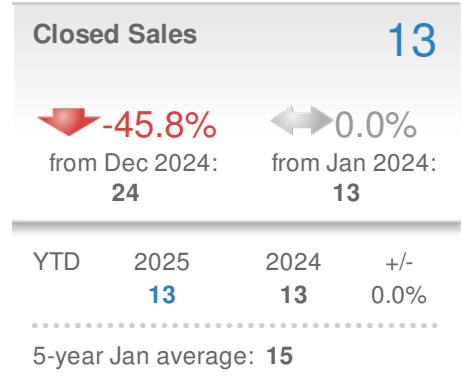 Closed Sales 13
-45.8% 0.0%
from Dec 2024: from Jan 2024:
24 13
YTD 2025 2024 +/-
13 13 0.0%
5-year Jan average: 15